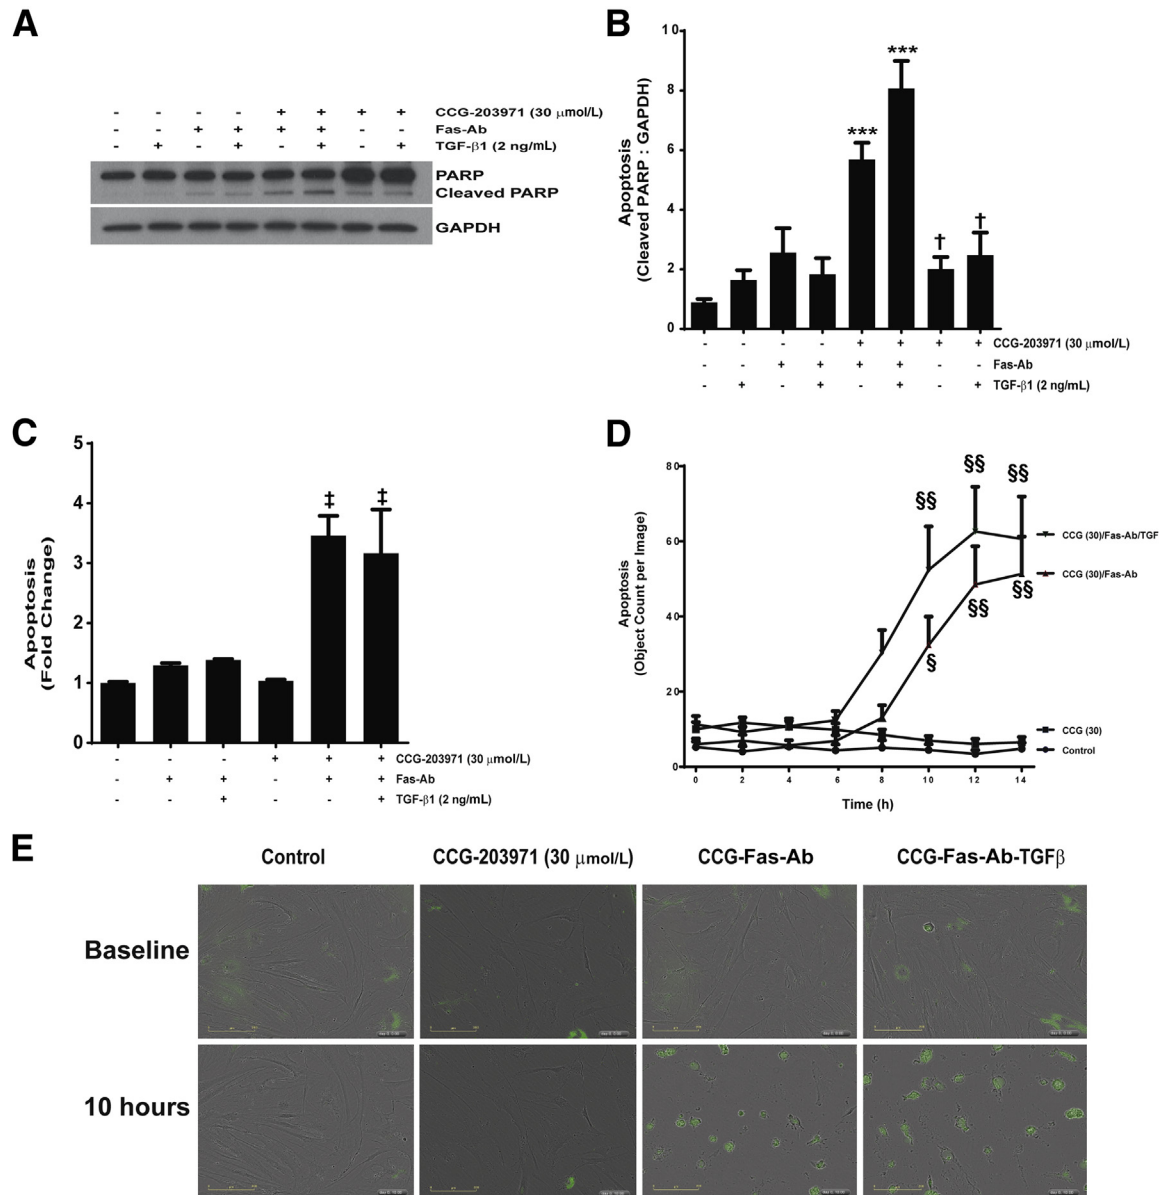 A
- - - - + + + + CCG-203971 (30 μmol/L)
- - + + + + - - Fas-Ab
- + - + - + - + TGF-β1 (2 ng/mL)
PARP
Cleaved PARP
GAPDH
B
Apoptosis
(Cleaved PARP : GAPDH)
10
8
6
4
2
0
*** *** † †
- - - - + + + + CCG-203971 (30 μmol/L)
- - + + + + - - Fas-Ab
- + - + - + - + TGF-β1 (2 ng/mL)
C
Apoptosis
(Fold Change)
5
4
3
2
1
0
‡ ‡
- - - + + + CCG-203971 (30 μmol/L)
- + + - + + Fas-Ab
- - + - - + TGF-β1 (2 ng/mL)
D
Apoptosis
(Object Count per Image)
80
60
40
20
0
§§ §§ §§
§ §§ §§
CCG (30)/Fas-Ab/TGF
CCG (30)/Fas-Ab
CCG (30)
Control
0 2 4 6 8 10 12 14
Time (h)
E
Control CCG-203971 (30 μmol/L) CCG-Fas-Ab CCG-Fas-Ab-TGFβ
Baseline
10 hours